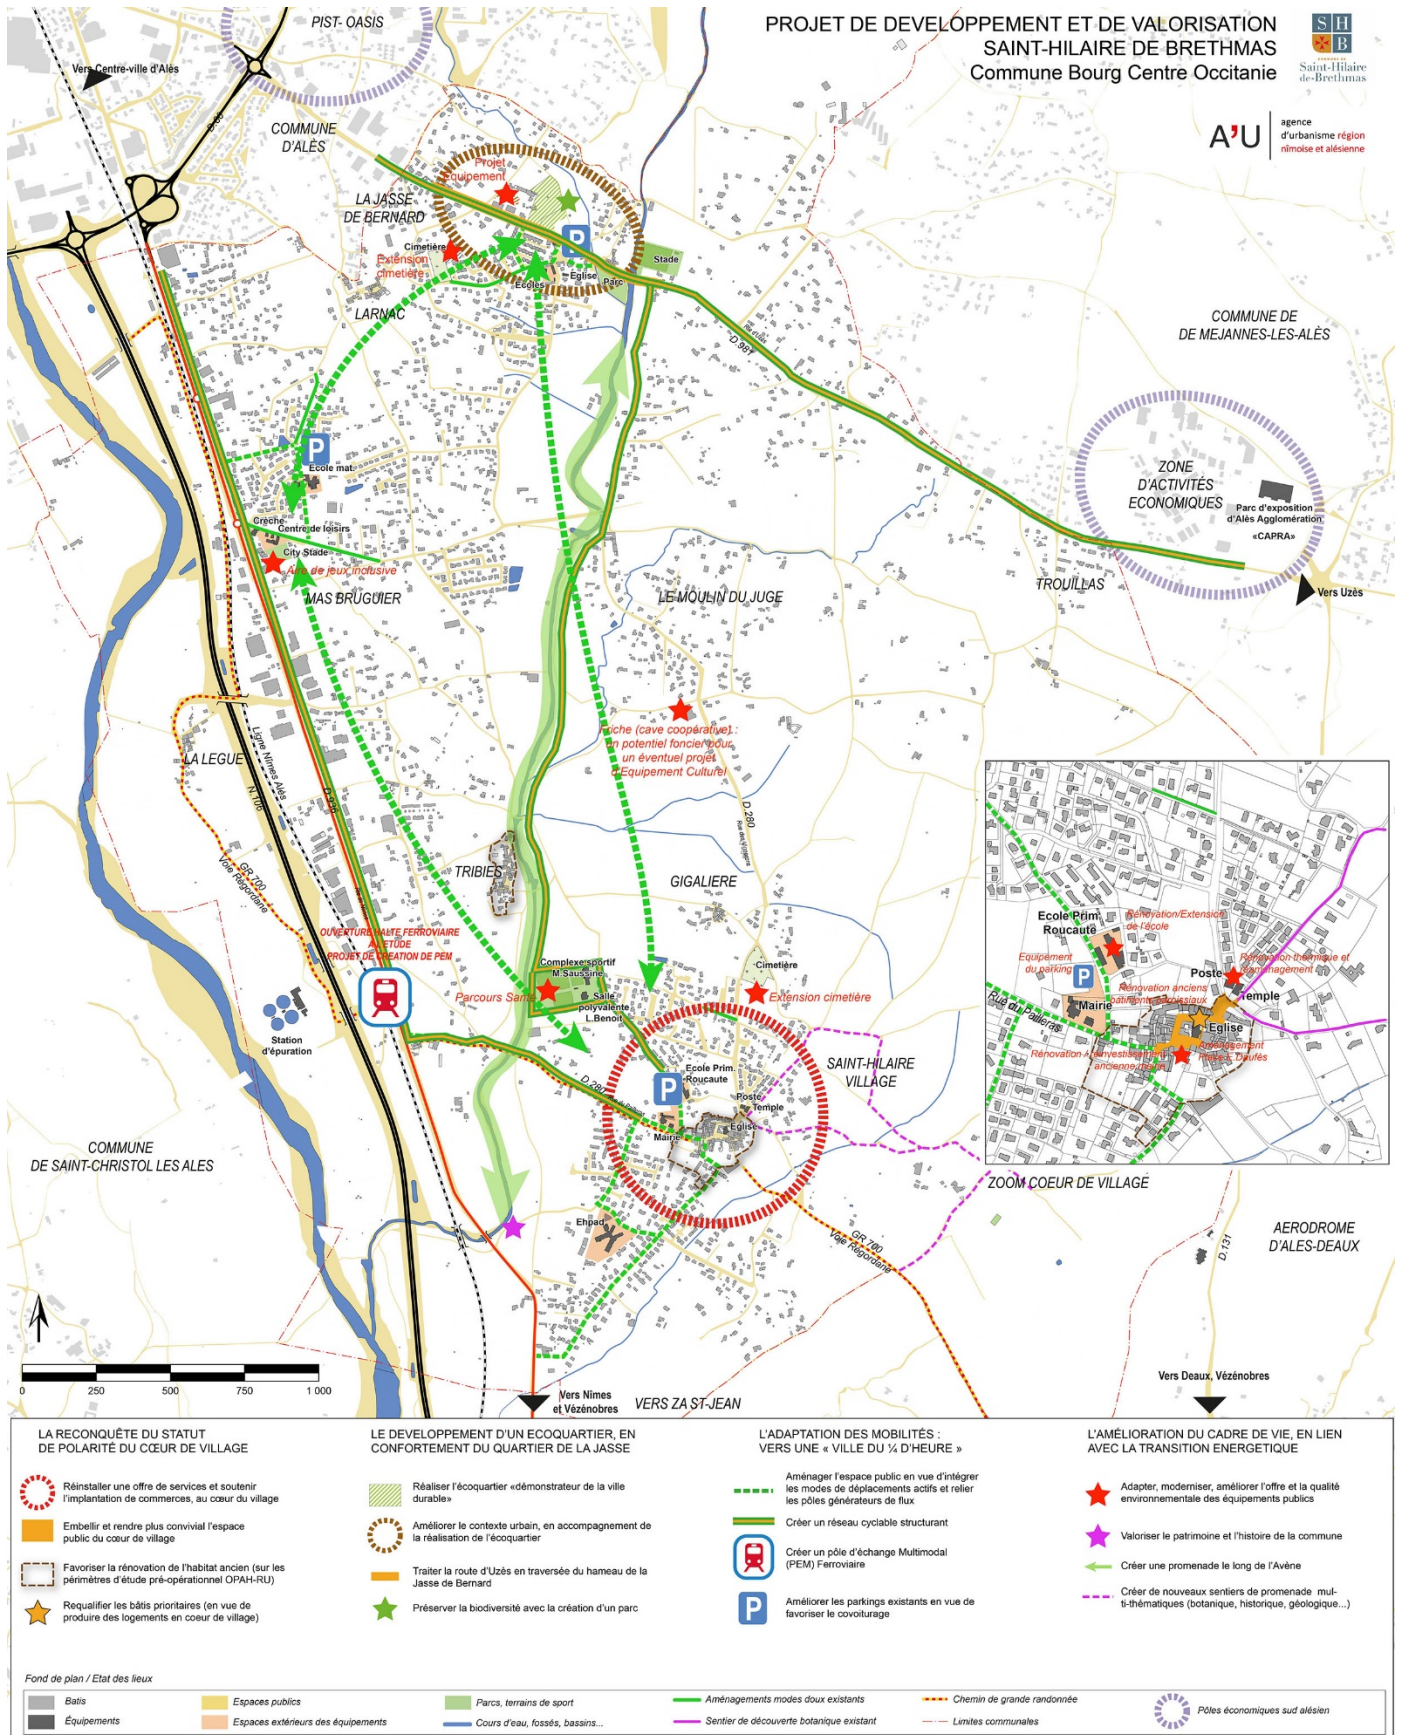 PROJET DE DEVELOPPEMENT ET DE VALORISATION
SAINT-HILAIRE DE BRETHMAS
Commune Bourg Centre Occitanie
S H
B
COMMUNE DE
Saint-Hilaire
de-Brethmas
A'U
agence
d'urbanisme région
nîmoise et alésienne
PIST- OASIS
Vers Centre-ville d'Alès
COMMUNE
D'ALÈS
LA JASSE
DE BERNARD
Projet
Equipement
P
Cimetière
Extension
cimetière
Stade
Eglise
Parc
Ecoles
LARNAC
D.981
COMMUNE DE
DE MEJANNES-LES-ALÈS
ZONE
D'ACTIVITÉS
ECONOMIQUES
Parc d'exposition
d'Alès Agglomération
«CAPRA»
Vers Uzès
TROUILLAS
P
Ecole mat.
Crèche
Centre de loisirs
City Stade
Aire de jeux inclusive
MAS BRUGUIER
LE MOULIN DU JUGE
Friche (cave coopérative) :
un potentiel foncier pour
un éventuel projet
d'Equipement Culturel
LA LEGUE
Ligne Nîmes Alès
N.106
D.936
D.280
GR 700
Voie Régordane
TRIBIES
GIGALIERE
OUVERTURE HALTE FERROVIAIRE
A L'ETUDE
PROJET DE CREATION DE PEM
Station
d'épuration
Complexe sportif
M.Saussine
Parcours Santé
Salle
polyvalente
L.Benoit
Cimetière
Extension cimetière
SAINT-HILAIRE
VILLAGE
D.280
Ecole Prim.
Roucaute
P
Poste
Temple
Eglise
Mairie
Ehpad
GR 700
Voie Régordane
COMMUNE
DE SAINT-CHRISTOL LES ALES
Ecole Prim.
Roucaute
Rénovation/Extension
de l'école
Equipement
du parking
P
Poste
Rénovation thermique et
réaménagement
Temple
Rénovation anciens
bâtiments paroissiaux
Rue du Pailleras
Mairie
Eglise
Aménagement
Place E.Daufés
Rénovation / réinvestissement
ancienne mairie
ZOOM COEUR DE VILLAGE
AERODROME
D'ALES-DEAUX
D.131
0 250 500 750 1 000
Vers Nîmes
et Vézénobres
VERS ZA ST-JEAN
Vers Deaux, Vézénobres
LA RECONQUÊTE DU STATUT
DE POLARITÉ DU CŒUR DE VILLAGE
Réinstaller une offre de services et soutenir
l'implantation de commerces, au cœur du village
Embellir et rendre plus convivial l'espace
public du cœur de village
Favoriser la rénovation de l'habitat ancien (sur les
périmètres d'étude pré-opérationnel OPAH-RU)
Requalifier les bâtis prioritaires (en vue de
produire des logements en coeur de village)
LE DEVELOPPEMENT D'UN ECOQUARTIER, EN
CONFORTEMENT DU QUARTIER DE LA JASSE
Réaliser l'écoquartier «démonstrateur de la ville
durable»
Améliorer le contexte urbain, en accompagnement de
la réalisation de l'écoquartier
Traiter la route d'Uzès en traversée du hameau de la
Jasse de Bernard
Préserver la biodiversité avec la création d'un parc
L'ADAPTATION DES MOBILITÉS :
VERS UNE « VILLE DU ¼ D'HEURE »
Aménager l'espace public en vue d'intégrer
les modes de déplacements actifs et relier
les pôles générateurs de flux
Créer un réseau cyclable structurant
Créer un pôle d'échange Multimodal
(PEM) Ferroviaire
P
Améliorer les parkings existants en vue de
favoriser le covoiturage
L'AMÉLIORATION DU CADRE DE VIE, EN LIEN
AVEC LA TRANSITION ENERGETIQUE
Adapter, moderniser, améliorer l'offre et la qualité
environnementale des équipements publics
Valoriser le patrimoine et l'histoire de la commune
Créer une promenade le long de l'Avène
Créer de nouveaux sentiers de promenade mul-
ti-thématiques (botanique, historique, géologique...)
Fond de plan / Etat des lieux
Batis
Équipements
Espaces publics
Espaces extérieurs des équipements
Parcs, terrains de sport
Cours d'eau, fossés, bassins...
Aménagements modes doux existants
Sentier de découverte botanique existant
Chemin de grande randonnée
Limites communales
Pôles économiques sud alésien